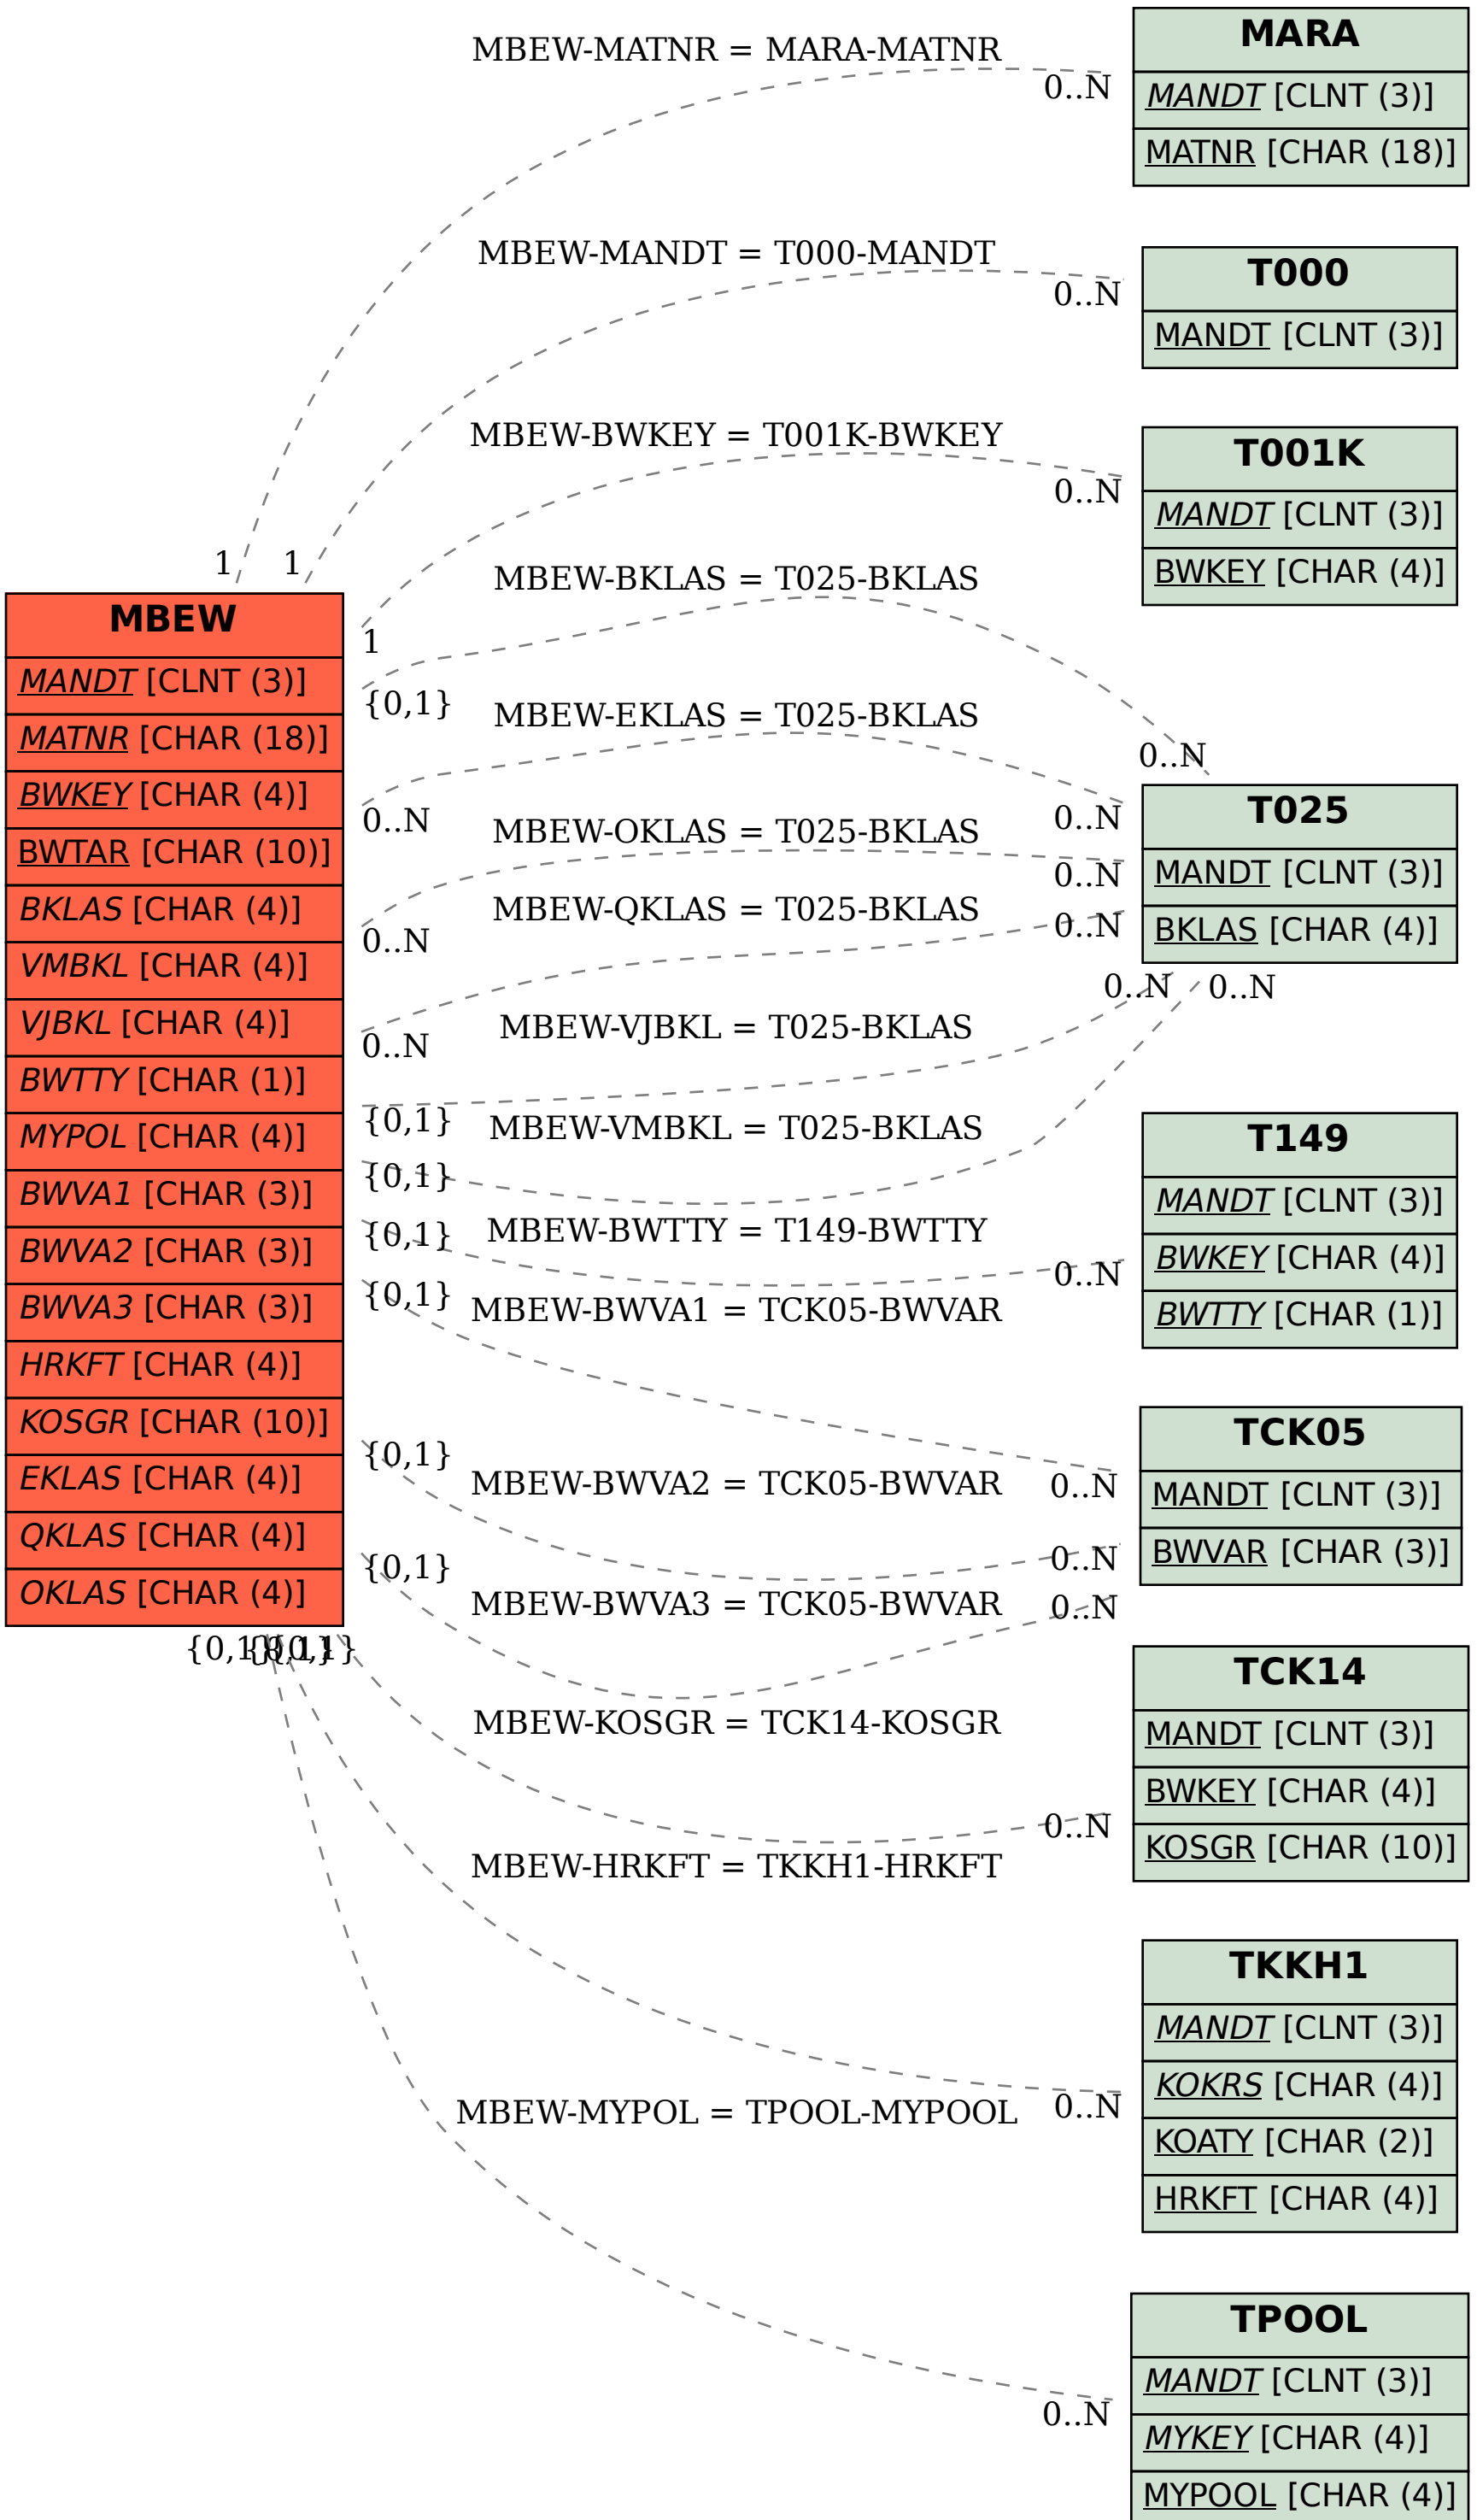 MBEW-MATNR = MARA-MATNR
1
0..N
MBEW-MANDT = T000-MANDT
1
0..N
MBEW-BWKEY = T001K-BWKEY
1
0..N
MBEW-BKLAS = T025-BKLAS
{0,1}
0..N
MBEW-EKLAS = T025-BKLAS
0..N
0..N
MBEW-OKLAS = T025-BKLAS
0..N
0..N
MBEW-QKLAS = T025-BKLAS
0..N
0..N
MBEW-VJBKL = T025-BKLAS
{0,1}
0..N
MBEW-VMBKL = T025-BKLAS
{0,1}
0..N
MBEW-BWTTY = T149-BWTTY
{0,1}
0..N
MBEW-BWVA1 = TCK05-BWVAR
{0,1}
0..N
MBEW-BWVA2 = TCK05-BWVAR
{0,1}
0..N
MBEW-BWVA3 = TCK05-BWVAR
{0,1}
0..N
MBEW-KOSGR = TCK14-KOSGR
{0,1}
0..N
MBEW-HRKFT = TKKH1-HRKFT
{0,1}
0..N
MBEW-MYPOL = TPOOL-MYPOOL
{0,1}
0..N
MBEW
MANDT [CLNT (3)]
MATNR [CHAR (18)]
BWKEY [CHAR (4)]
BWTAR [CHAR (10)]
BKLAS [CHAR (4)]
VMBKL [CHAR (4)]
VJBKL [CHAR (4)]
BWTTY [CHAR (1)]
MYPOL [CHAR (4)]
BWVA1 [CHAR (3)]
BWVA2 [CHAR (3)]
BWVA3 [CHAR (3)]
HRKFT [CHAR (4)]
KOSGR [CHAR (10)]
EKLAS [CHAR (4)]
QKLAS [CHAR (4)]
OKLAS [CHAR (4)]
MARA
MANDT [CLNT (3)]
MATNR [CHAR (18)]
T000
MANDT [CLNT (3)]
T001K
MANDT [CLNT (3)]
BWKEY [CHAR (4)]
T025
MANDT [CLNT (3)]
BKLAS [CHAR (4)]
T149
MANDT [CLNT (3)]
BWKEY [CHAR (4)]
BWTTY [CHAR (1)]
TCK05
MANDT [CLNT (3)]
BWVAR [CHAR (3)]
TCK14
MANDT [CLNT (3)]
BWKEY [CHAR (4)]
KOSGR [CHAR (10)]
TKKH1
MANDT [CLNT (3)]
KOKRS [CHAR (4)]
KOATY [CHAR (2)]
HRKFT [CHAR (4)]
TPOOL
MANDT [CLNT (3)]
MYKEY [CHAR (4)]
MYPOOL [CHAR (4)]